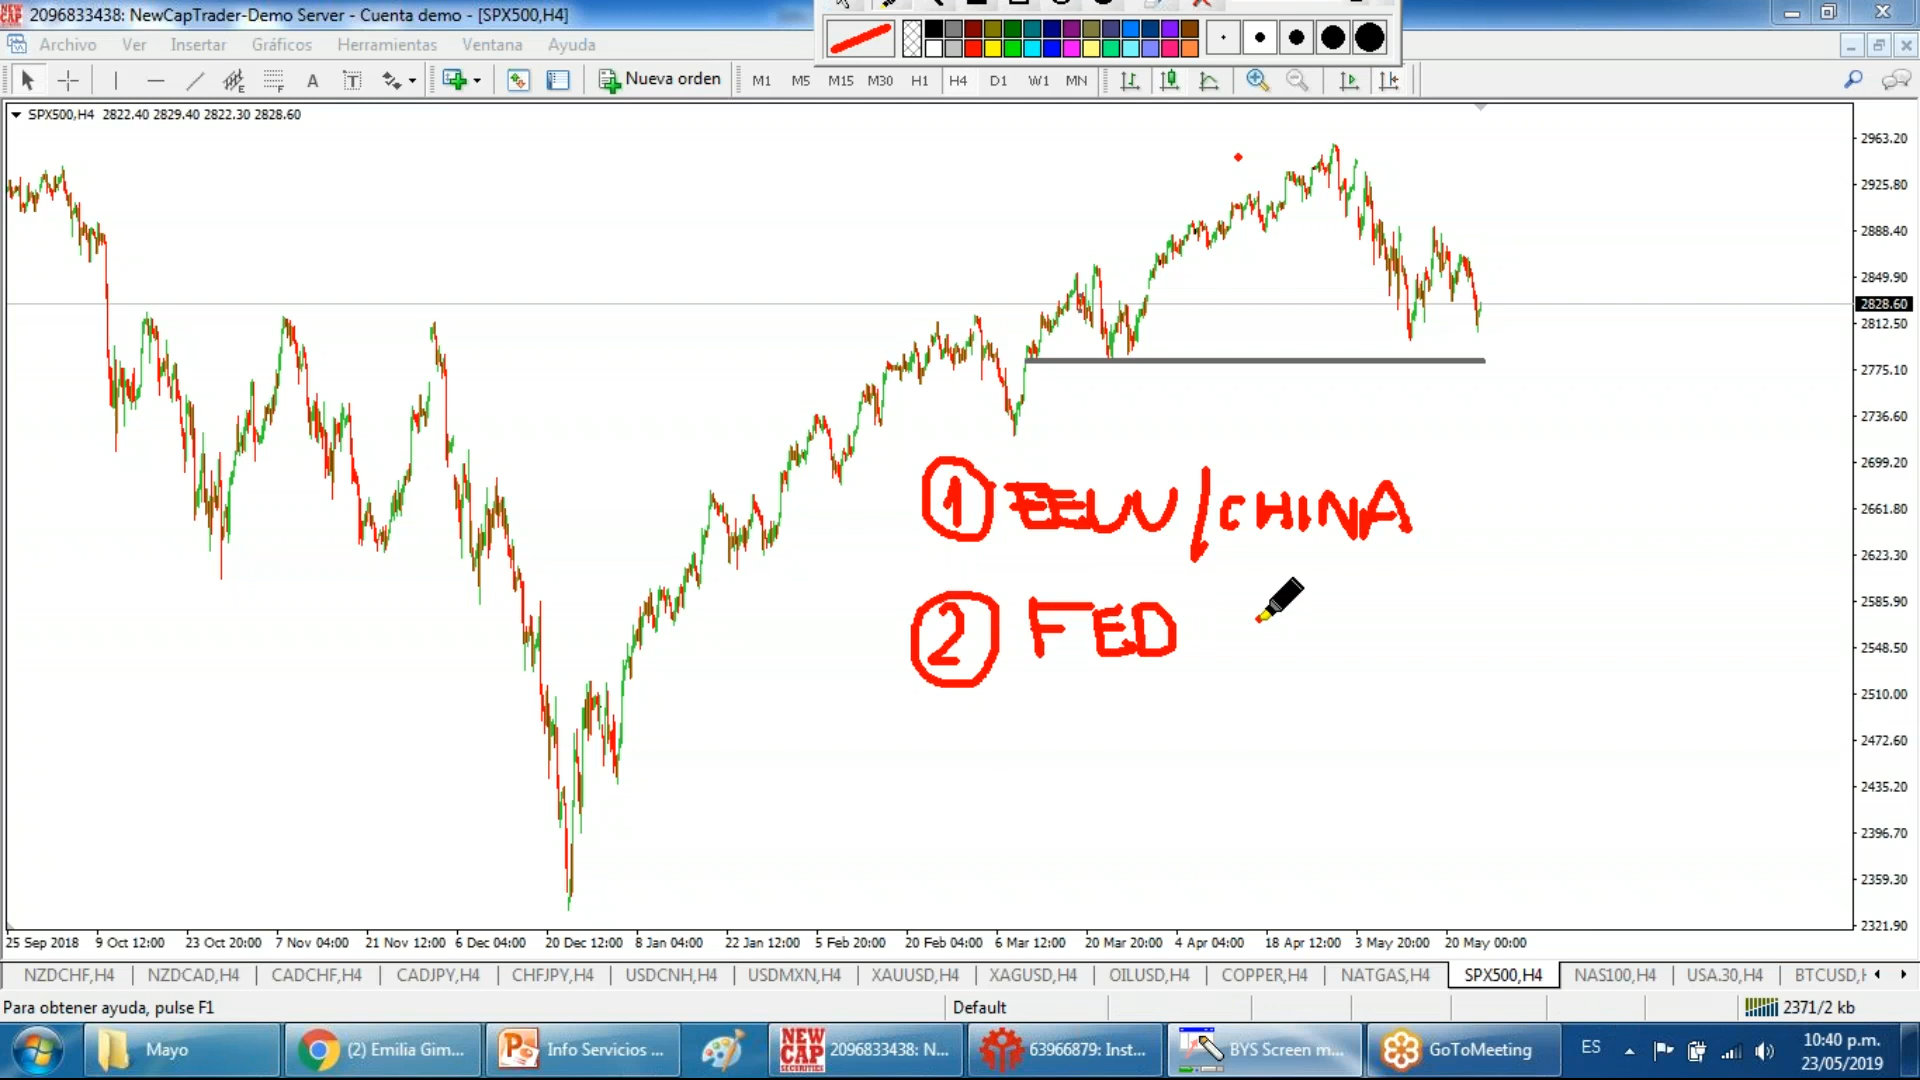 2096833438: NewCapTrader-Demo Server - Cuenta demo - [SPX500,H4]
Archivo Ver Insertar Gráficos Herramientas Ventana Ayuda
Nueva orden M1 M5 M15 M30 H1 H4 D1 W1 MN
SPX500,H4 2822.40 2829.40 2822.30 2828.60
2963.20
2925.80
2888.40
2849.90
2828.60
2812.50
2775.10
2736.60
2699.20
2661.80
2623.30
2585.90
2548.50
2510.00
2472.60
2435.20
2396.70
2359.30
2321.90
1 EEUU/CHINA
2 FED
25 Sep 2018 9 Oct 12:00 23 Oct 20:00 7 Nov 04:00 21 Nov 12:00 6 Dec 04:00 20 Dec 12:00 8 Jan 04:00 22 Jan 12:00 5 Feb 20:00 20 Feb 04:00 6 Mar 12:00 20 Mar 20:00 4 Apr 04:00 18 Apr 12:00 3 May 20:00 20 May 00:00
NZDCHF,H4 NZDCAD,H4 CADCHF,H4 CADJPY,H4 CHFJPY,H4 USDCNH,H4 USDMXN,H4 XAUUSD,H4 XAGUSD,H4 OILUSD,H4 COPPER,H4 NATGAS,H4 SPX500,H4 NAS100,H4 USA.30,H4 BTCUSD,
Para obtener ayuda, pulse F1 Default 2371/2 kb
Mayo (2) Emilia Gim... Info Servicios ... NEW CAP SECURITIES 2096833438: N... 63966879: Inst... BYS Screen m... GoToMeeting ES 10:40 p.m.
23/05/2019